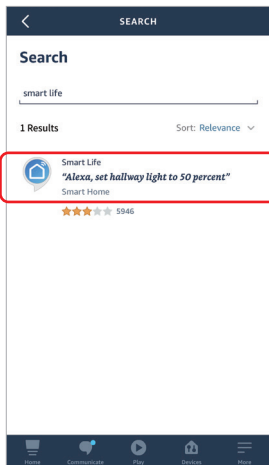 SEARCH
Search
smart life
1 Results Sort: Relevance
Smart Life
"Alexa, set hallway light to 50 percent"
Smart Home
5946
Home Communicate Play Devices More